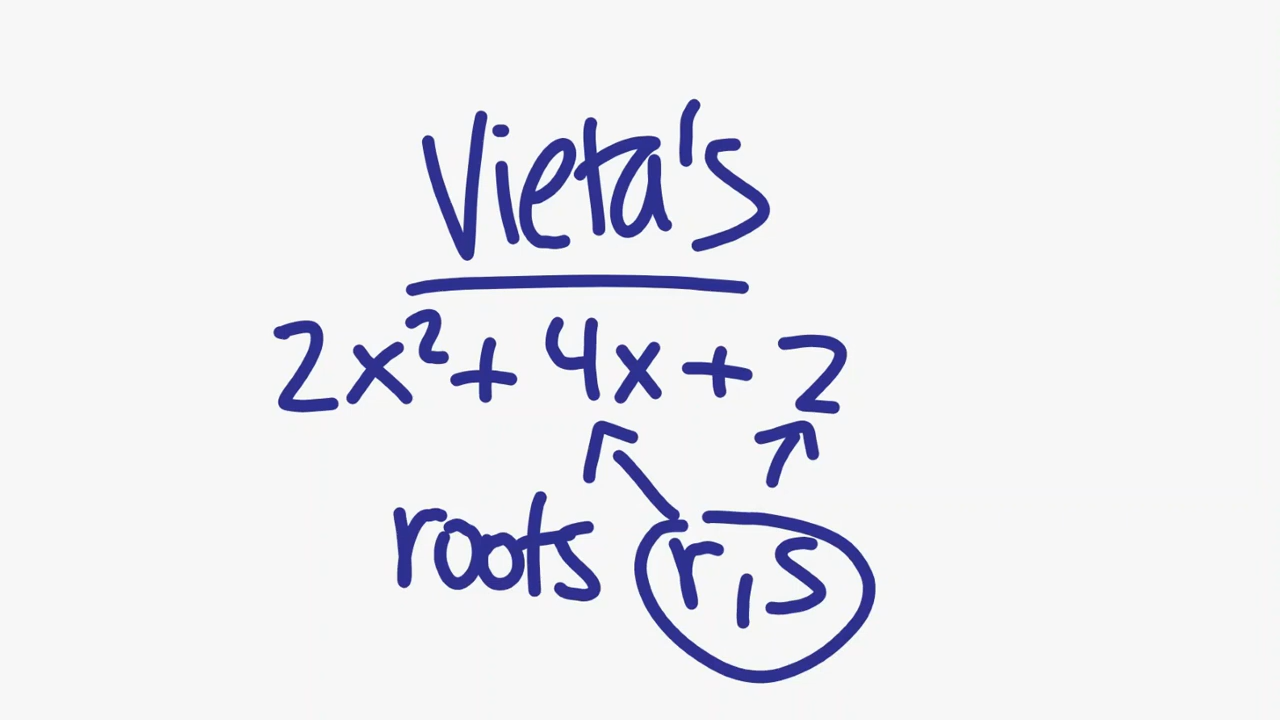 Vieta's
2x² + 4x + 2
roots r, s